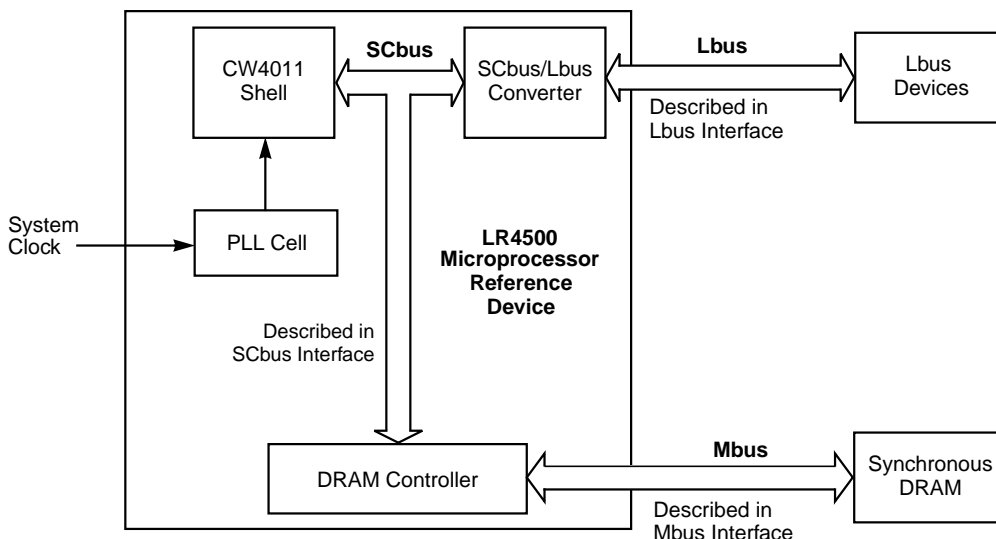 CW4011
Shell
SCbus
SCbus/Lbus
Converter
Lbus
Described in
Lbus Interface
Lbus
Devices
System
Clock
PLL Cell
LR4500
Microprocessor
Reference
Device
Described in
SCbus Interface
DRAM Controller
Mbus
Described in
Mbus Interface
Synchronous
DRAM